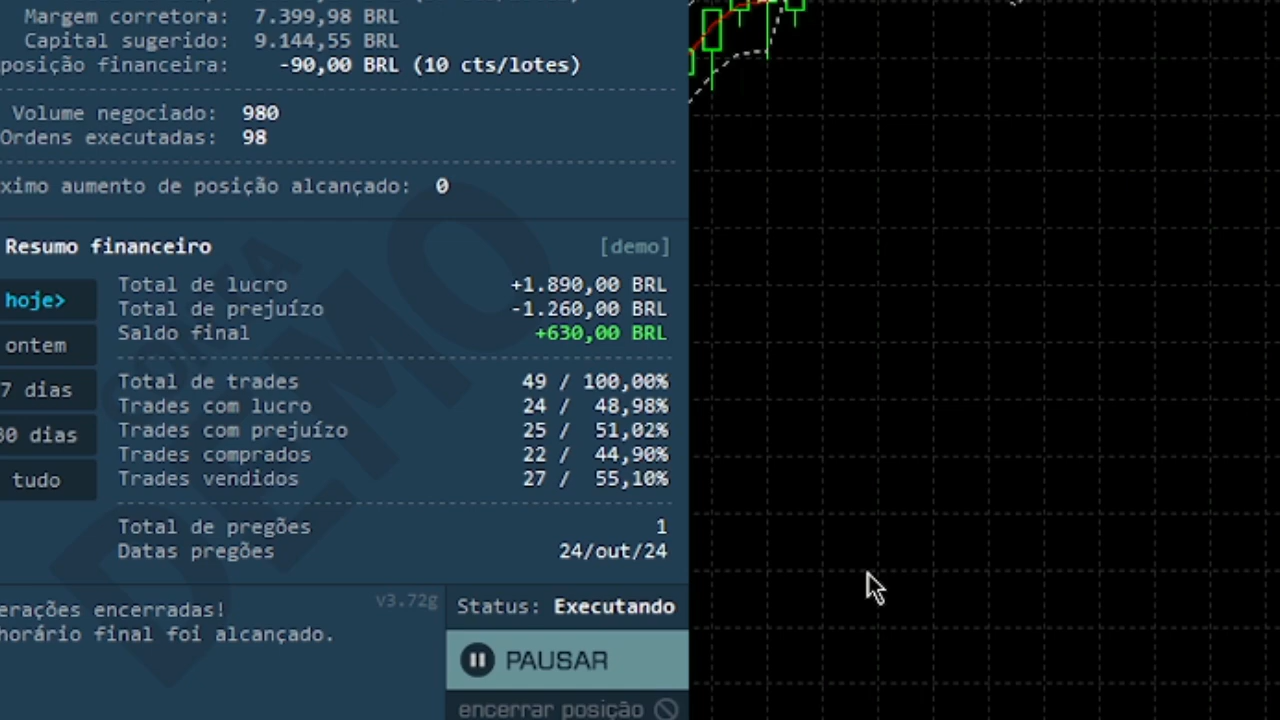 Margem corretora: 7.399,98 BRL
Capital sugerido: 9.144,55 BRL
posição financeira: -90,00 BRL (10 cts/lotes)
Volume negociado: 980
Ordens executadas: 98
ximo aumento de posição alcançado: 0
Resumo financeiro [demo]
hoje>
ontem
7 dias
30 dias
tudo
Total de lucro +1.890,00 BRL
Total de prejuízo -1.260,00 BRL
Saldo final +630,00 BRL
Total de trades 49 / 100,00%
Trades com lucro 24 / 48,98%
Trades com prejuízo 25 / 51,02%
Trades comprados 22 / 44,90%
Trades vendidos 27 / 55,10%
Total de pregões 1
Datas pregões 24/out/24
erações encerradas!
horário final foi alcançado.
v3.72g
Status: Executando
PAUSAR
encerrar posição
DEMO